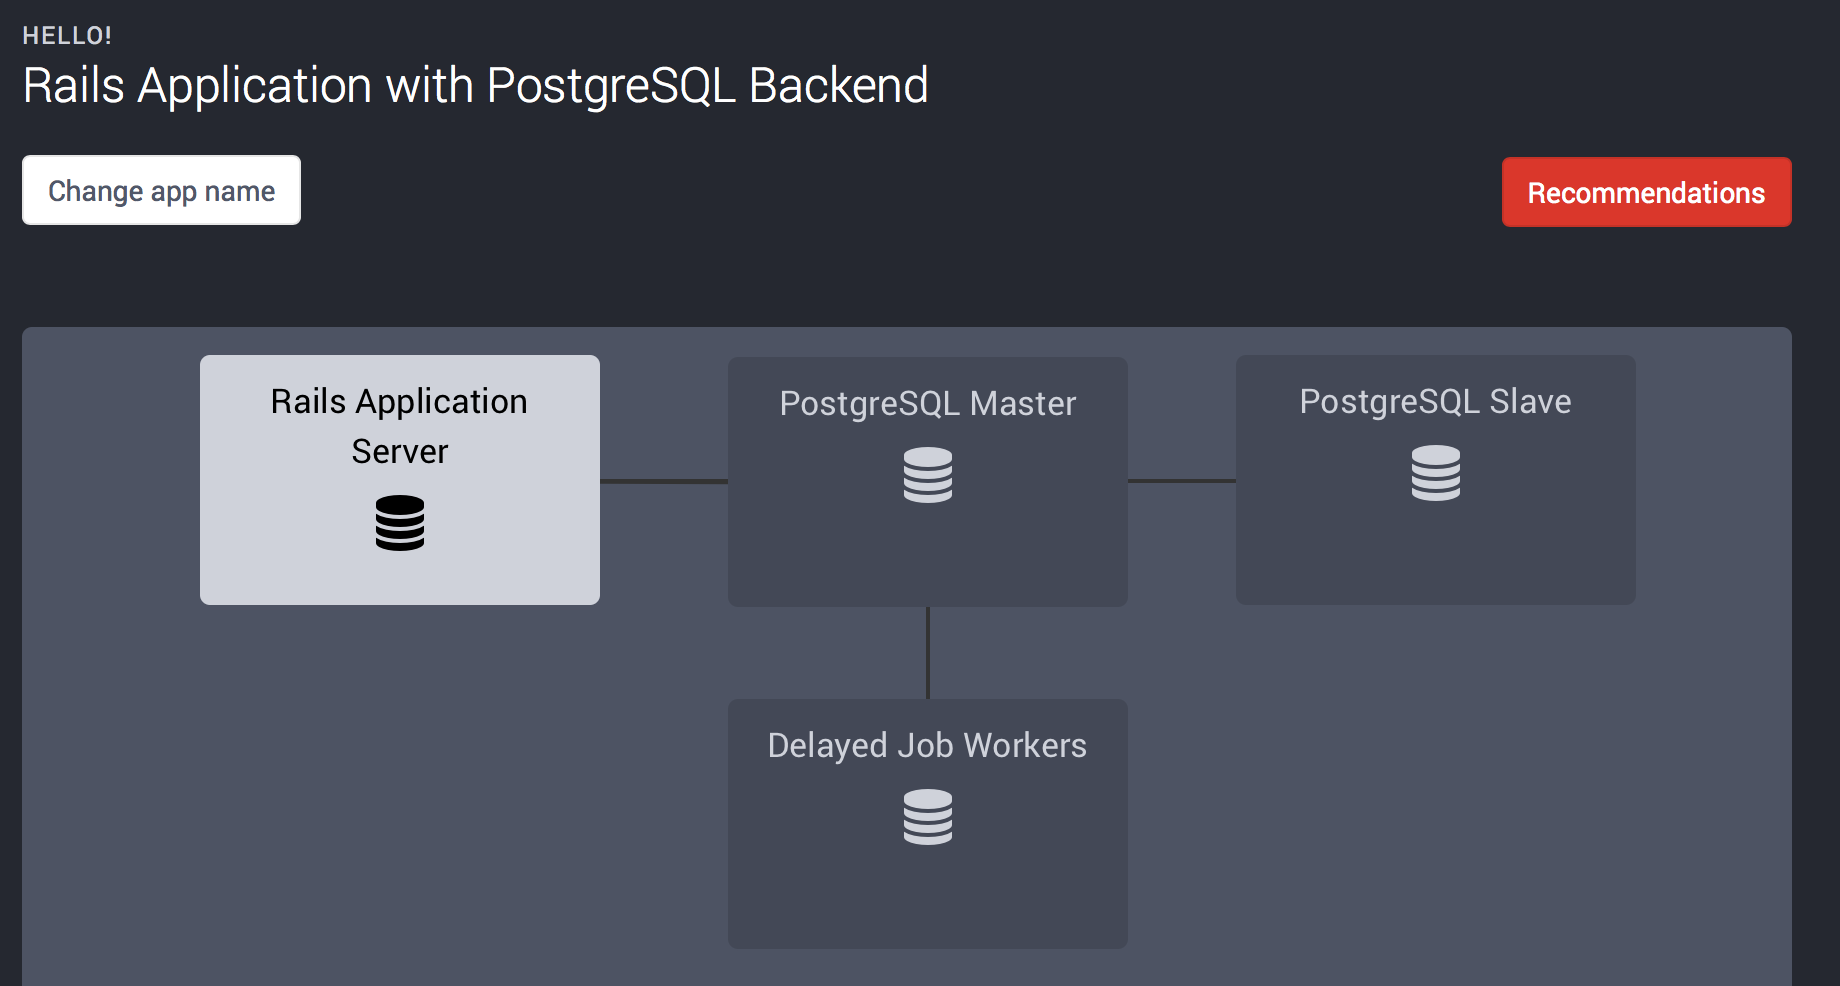 HELLO!
Rails Application with PostgreSQL Backend
Change app name
Recommendations
Rails Application
Server
PostgreSQL Master
PostgreSQL Slave
Delayed Job Workers